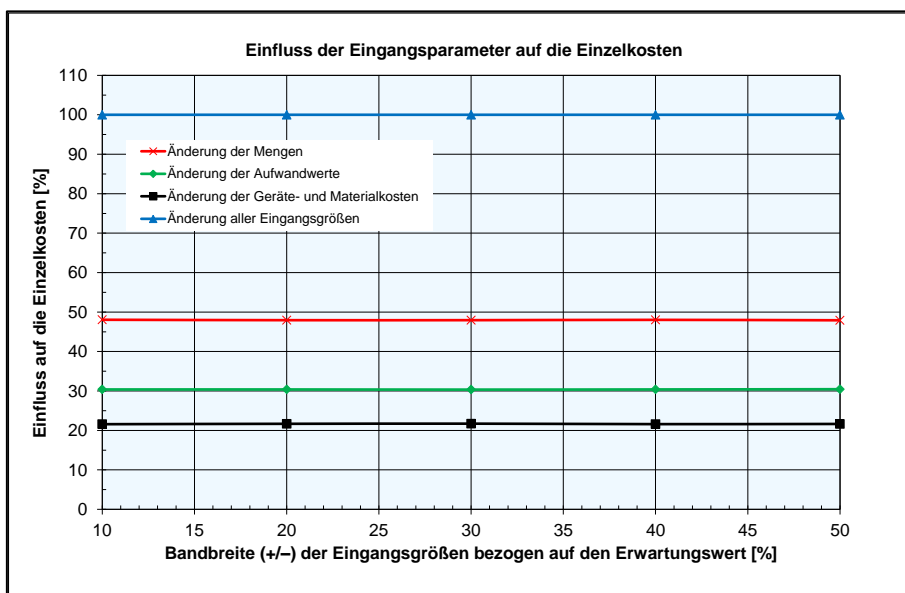 Einfluss der Eingangsparameter auf die Einzelkosten
Einfluss auf die Einzelkosten [%]
110
100
90
80
70
60
50
40
30
20
10
0
Änderung der Mengen
Änderung der Aufwandwerte
Änderung der Geräte- und Materialkosten
Änderung aller Eingangsgrößen
10 15 20 25 30 35 40 45 50
Bandbreite (+/–) der Eingangsgrößen bezogen auf den Erwartungswert [%]